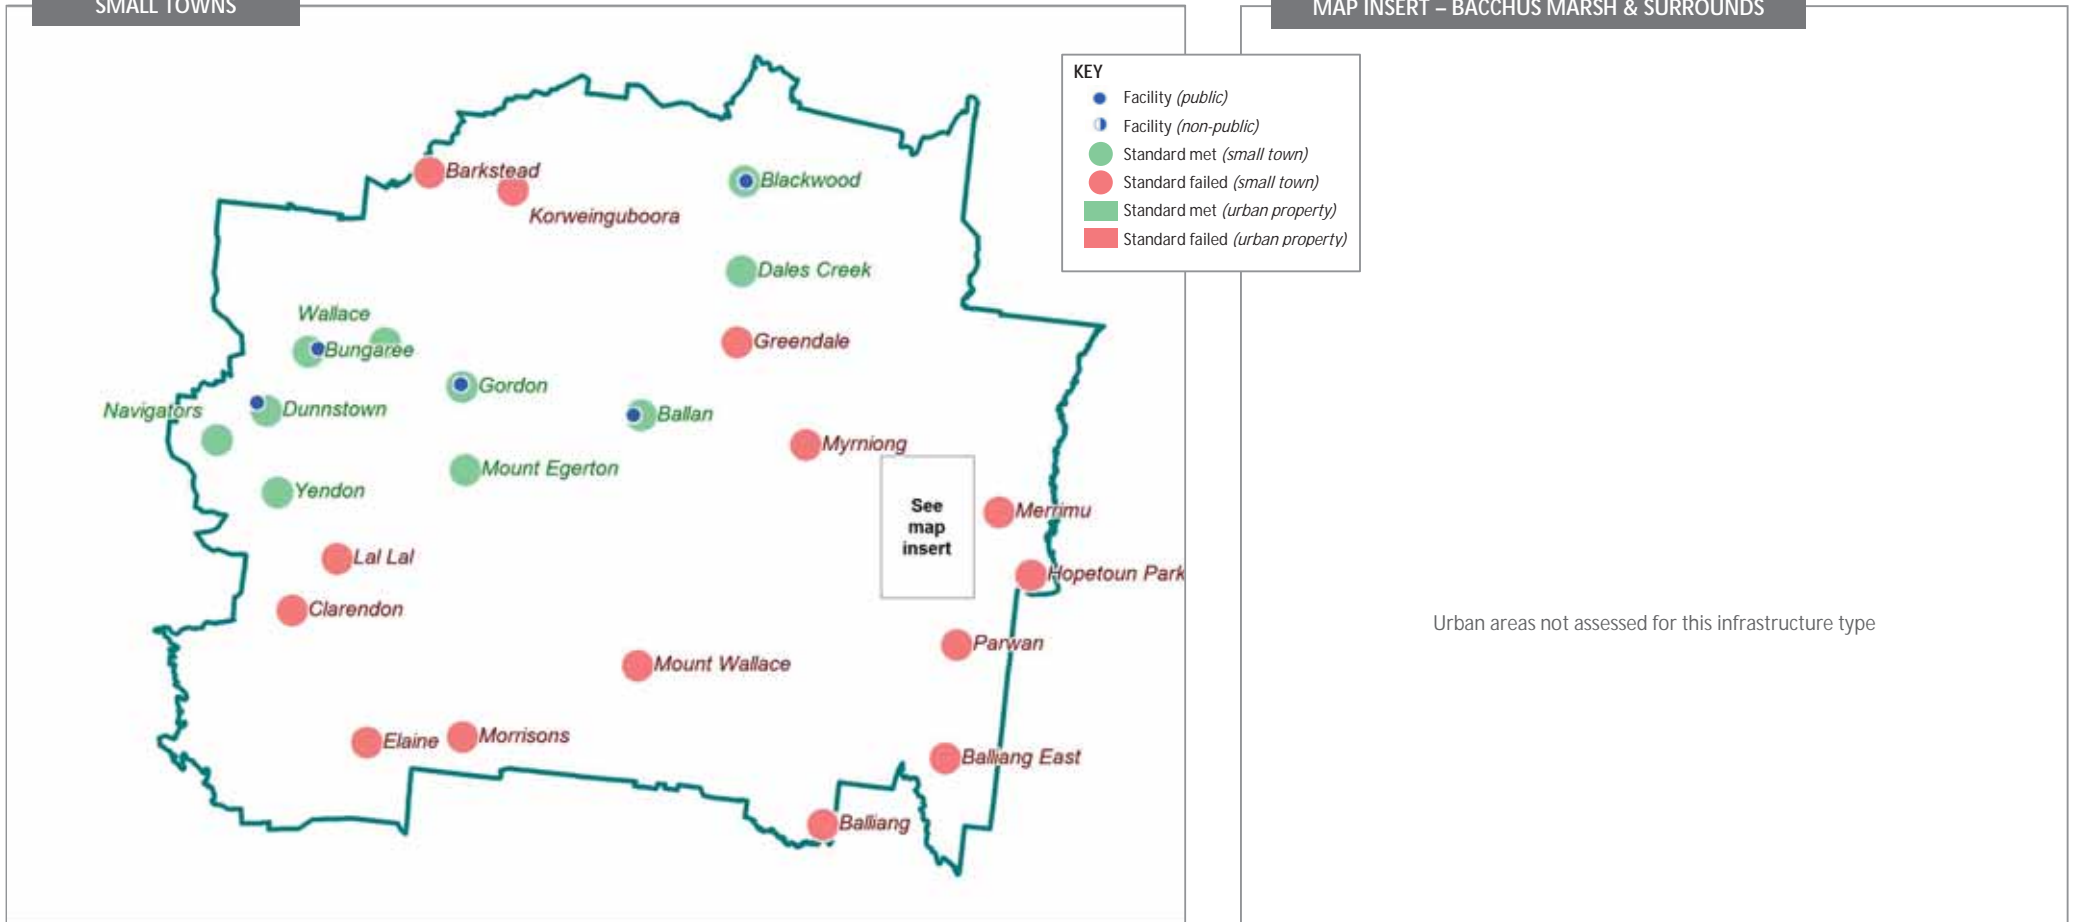 SMALL TOWNS
MAP INSERT – BACCHUS MARSH & SURROUNDS
KEY
Facility (public)
Facility (non-public)
Standard met (small town)
Standard failed (small town)
Standard met (urban property)
Standard failed (urban property)
Barkstead
Korweinguboora
Blackwood
Dales Creek
Wallace
Bungaree
Greendale
Gordon
Navigators
Dunnstown
Ballan
Myrniong
Mount Egerton
Yendon
See
map
insert
Merrimu
Lal Lal
Hopetoun Park
Clarendon
Parwan
Mount Wallace
Elaine
Morrisons
Balliang East
Balliang
Urban areas not assessed for this infrastructure type